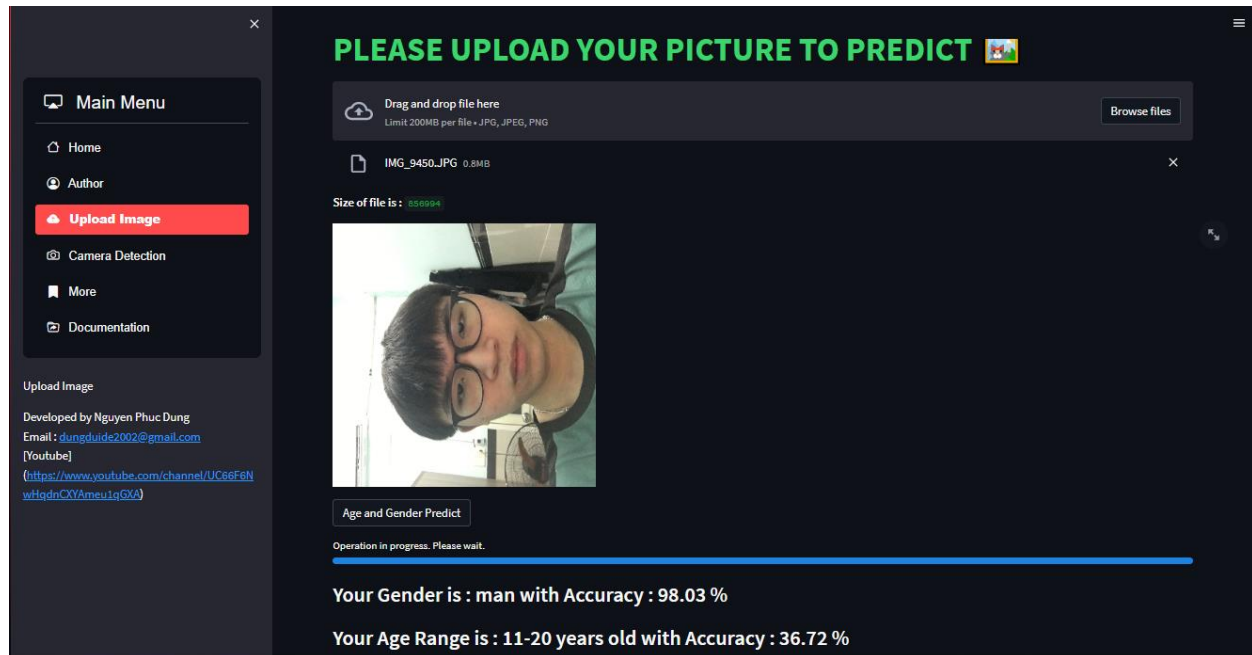 Main Menu
Home
Author
Upload Image
Camera Detection
More
Documentation
Upload Image
Developed by Nguyen Phuc Dung
Email : dungduide2002@gmail.com
[Youtube]
(https://www.youtube.com/channel/UC66F6N
wHqdnCXYAmeu1qGXA)
PLEASE UPLOAD YOUR PICTURE TO PREDICT
Drag and drop file here
Limit 200MB per file • JPG, JPEG, PNG
Browse files
IMG_9450.JPG 0.8MB
Size of file is : 856994
Age and Gender Predict
Operation in progress. Please wait.
Your Gender is : man with Accuracy : 98.03 %
Your Age Range is : 11-20 years old with Accuracy : 36.72 %